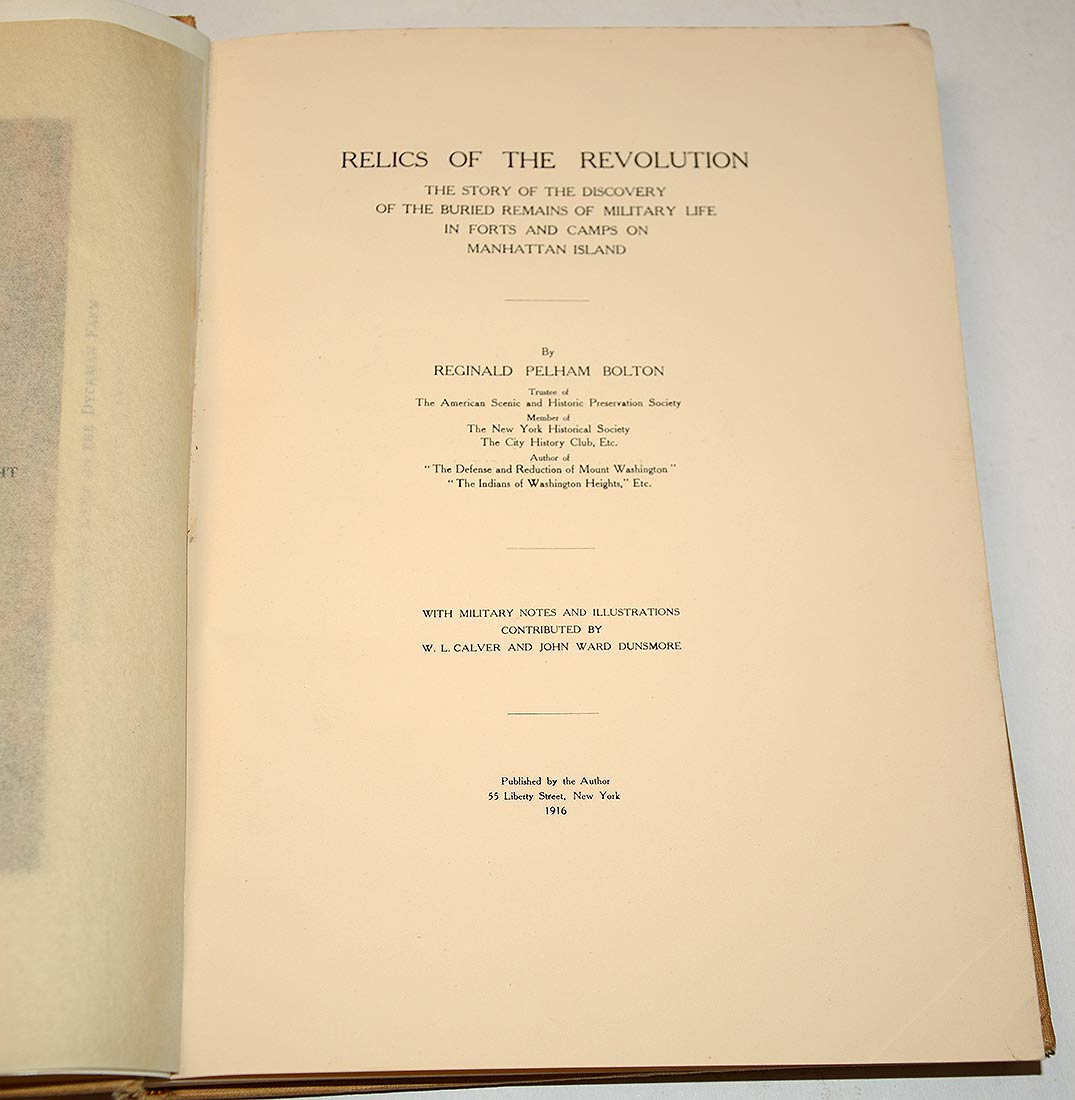 RELICS OF THE REVOLUTION
THE STORY OF THE DISCOVERY
OF THE BURIED REMAINS OF MILITARY LIFE
IN FORTS AND CAMPS ON
MANHATTAN ISLAND
By
REGINALD PELHAM BOLTON
Trustee of
The American Scenic and Historic Preservation Society
Member of
The New York Historical Society
The City History Club, Etc.
Author of
"The Defense and Reduction of Mount Washington"
"The Indians of Washington Heights," Etc.
WITH MILITARY NOTES AND ILLUSTRATIONS
CONTRIBUTED BY
W. L. CALVER AND JOHN WARD DUNSMORE
Published by the Author
55 Liberty Street, New York
1916
THE DYCKMAN FARM